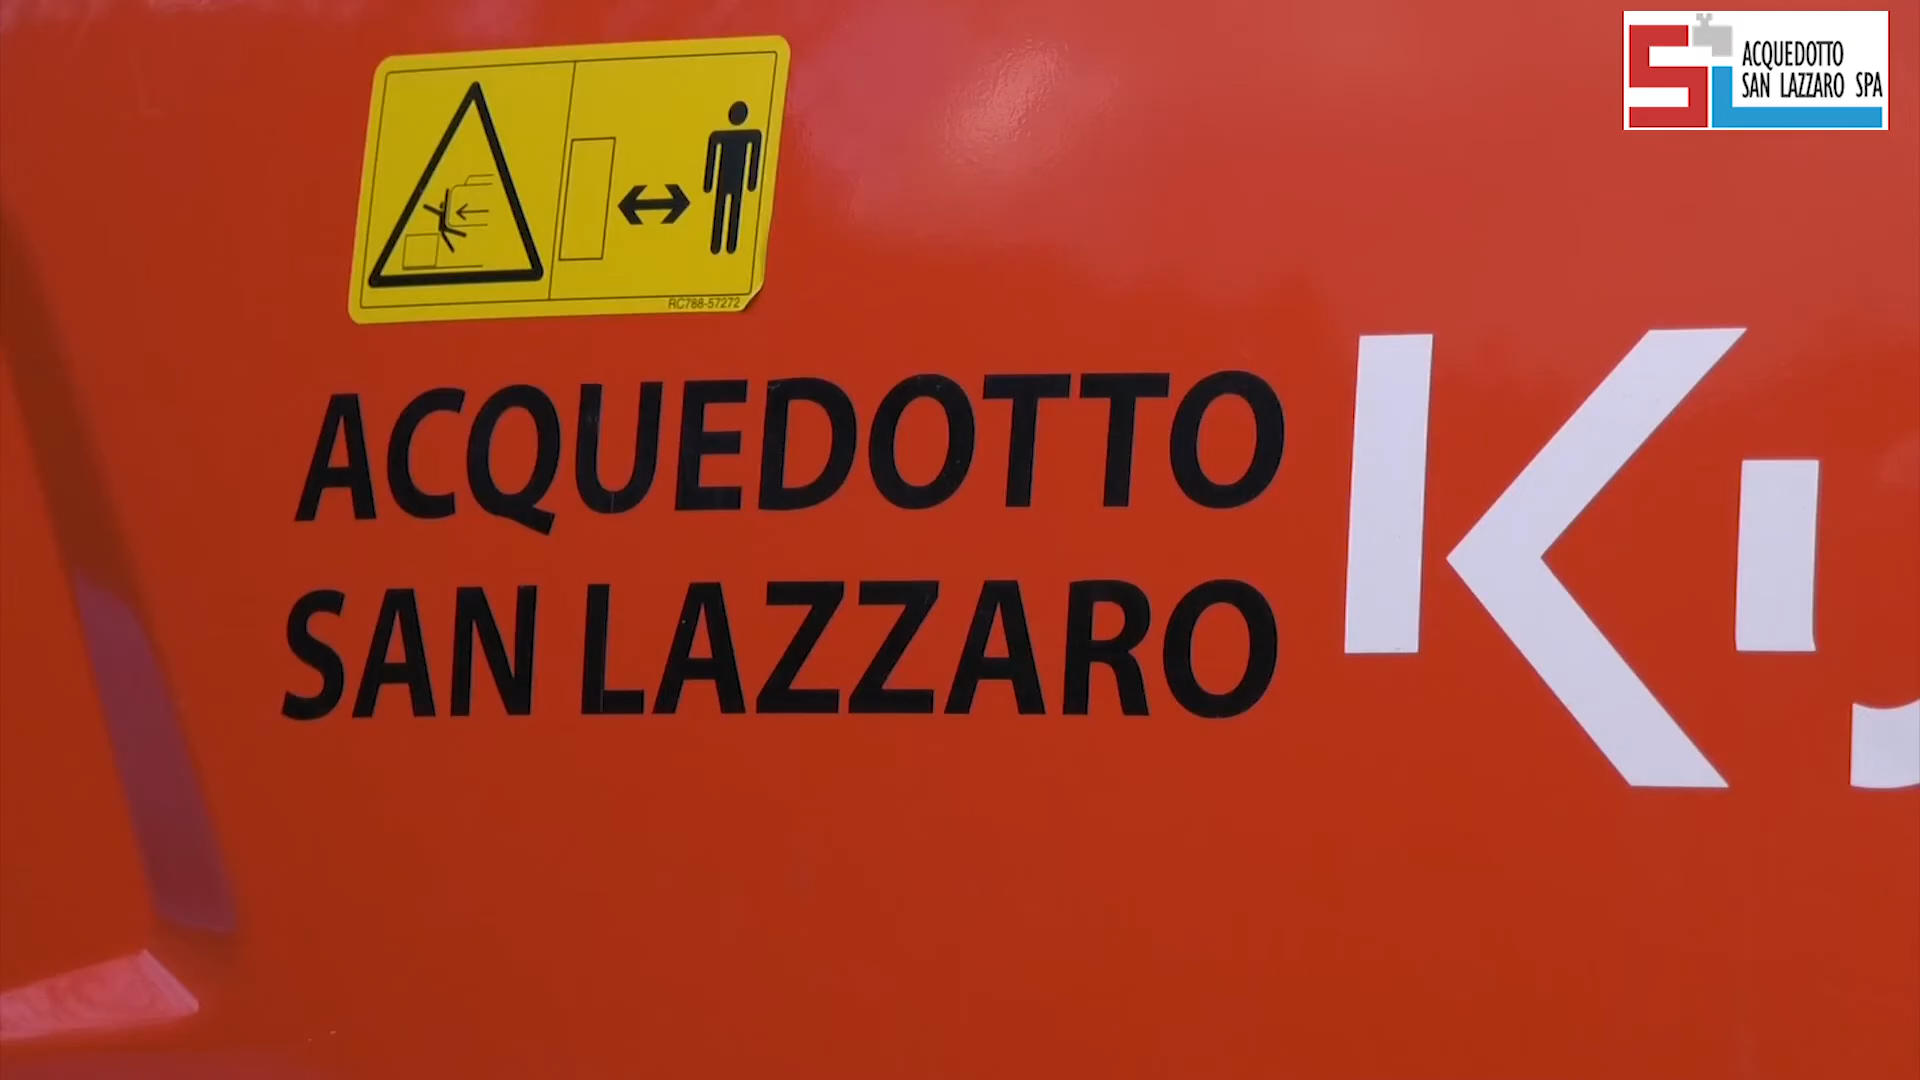 ACQUEDOTTO
SAN LAZZARO SPA
RC788-57272
ACQUEDOTTO
SAN LAZZARO